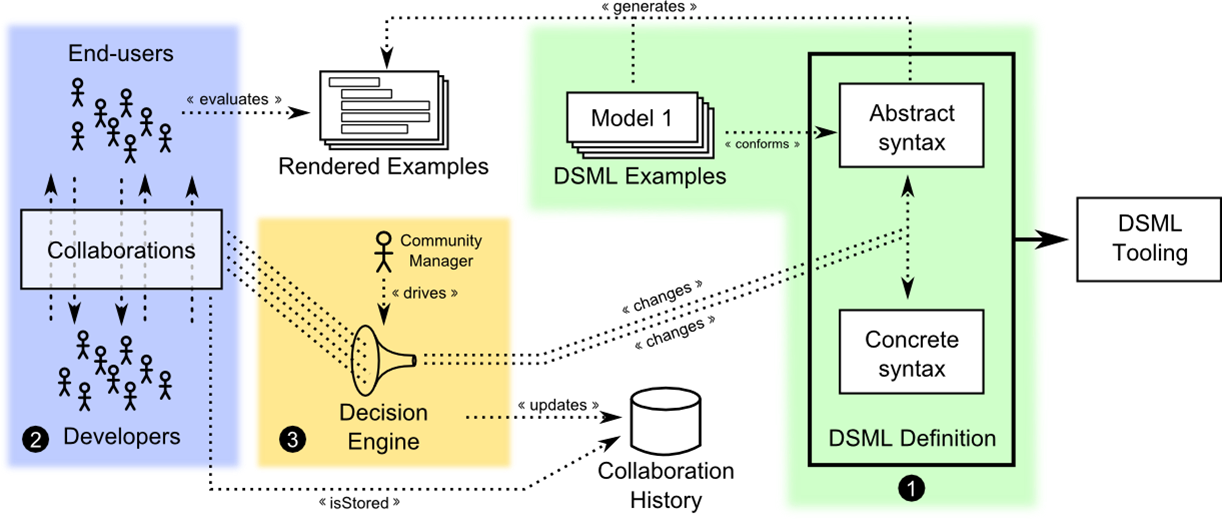 « generates »
End-users
« evaluates »
Rendered Examples
Model 1
DSML Examples
« conforms »
Abstract
syntax
Collaborations
Community
Manager
« drives »
DSML
Tooling
« changes »
« changes »
Concrete
syntax
Decision
Engine
« updates »
Developers
2
3
DSML Definition
Collaboration
History
1
« isStored »